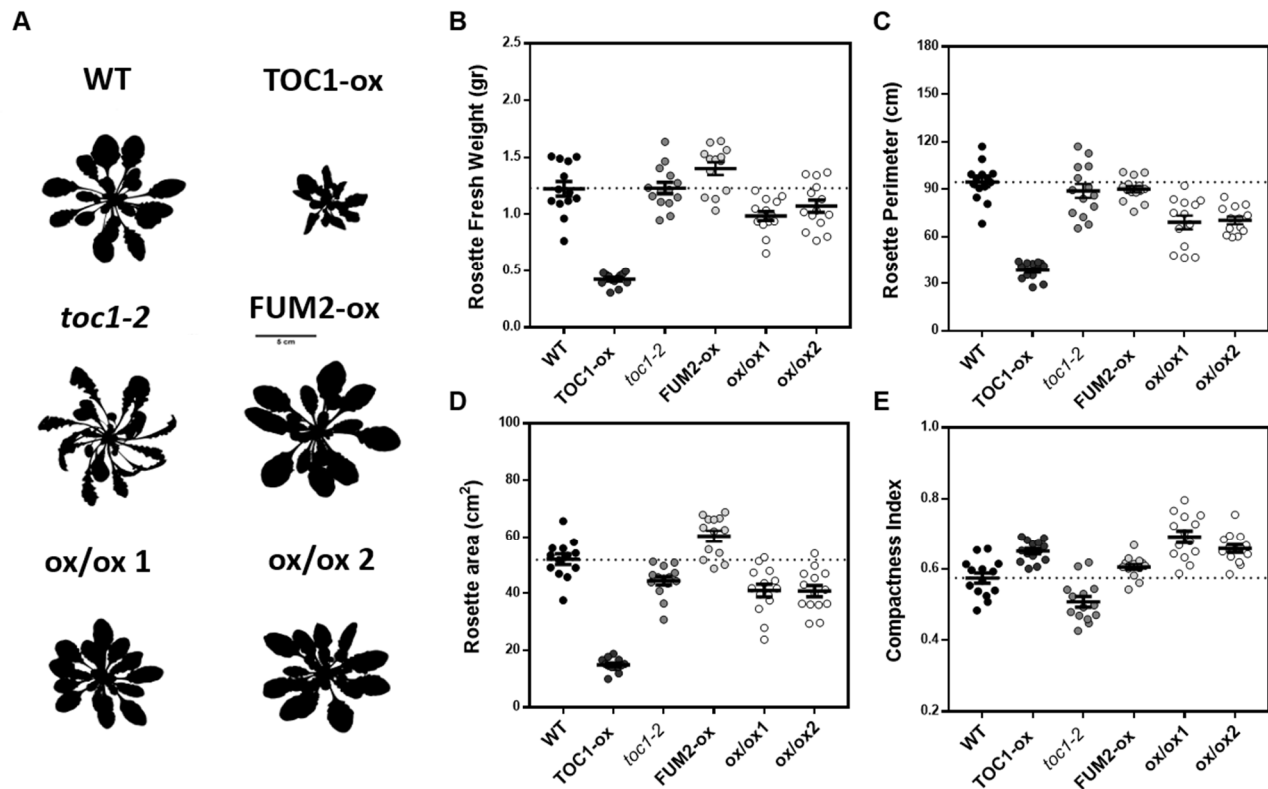 A
WT
TOC1-ox
toc1-2
FUM2-ox
5 cm
ox/ox 1
ox/ox 2
B
Rosette Fresh Weight (gr)
2.5
2.0
1.5
1.0
0.5
0.0
WT
TOC1-ox
toc1-2
FUM2-ox
ox/ox1
ox/ox2
C
Rosette Perimeter (cm)
180
150
120
90
60
30
0
WT
TOC1-ox
toc1-2
FUM2-ox
ox/ox1
ox/ox2
D
Rosette area (cm²)
100
80
60
40
20
0
WT
TOC1-ox
toc1-2
FUM2-ox
ox/ox1
ox/ox2
E
Compactness Index
1.0
0.8
0.6
0.4
0.2
WT
TOC1-ox
toc1-2
FUM2-ox
ox/ox1
ox/ox2